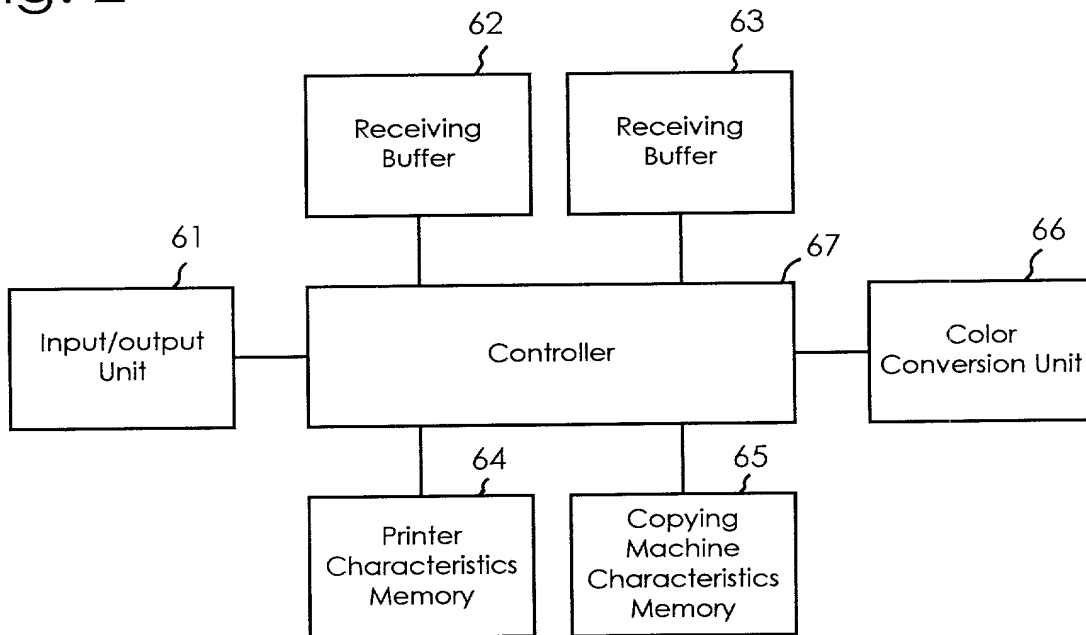 62
63
Receiving
Buffer
Receiving
Buffer
61
67
66
Input/output
Unit
Controller
Color
Conversion Unit
64
65
Printer
Characteristics
Memory
Copying
Machine
Characteristics
Memory